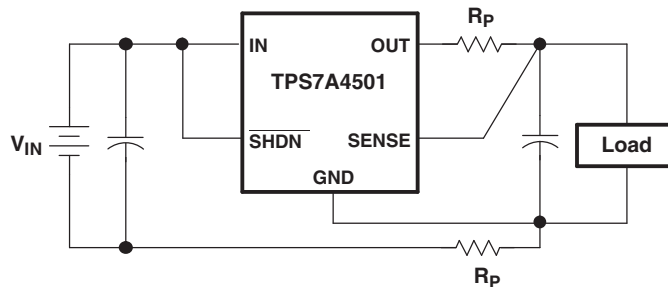 R_P
IN
OUT
TPS7A4501
V_IN
SHDN
SENSE
Load
GND
R_P